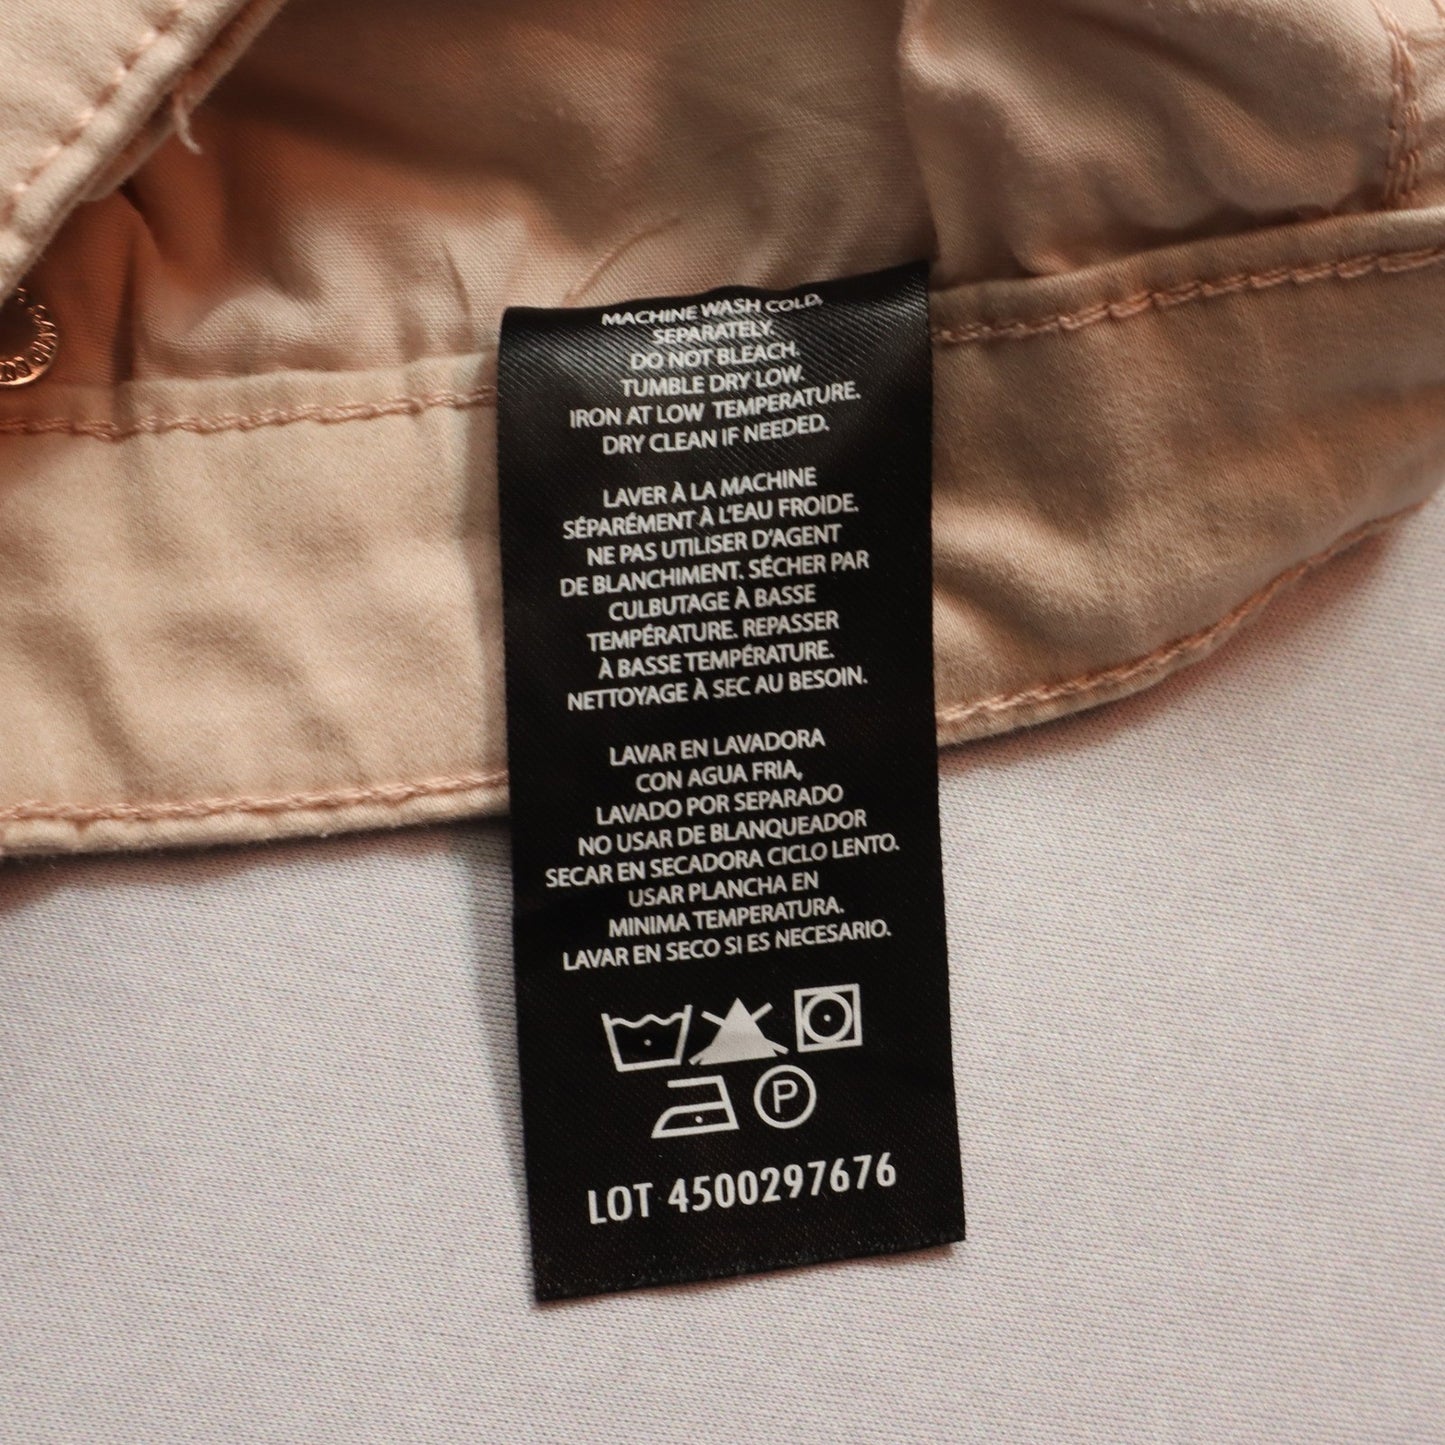 MACHINE WASH COLD,
SEPARATELY.
DO NOT BLEACH.
TUMBLE DRY LOW.
IRON AT LOW TEMPERATURE.
DRY CLEAN IF NEEDED.
LAVER À LA MACHINE
SÉPARÉMENT À L'EAU FROIDE.
NE PAS UTILISER D'AGENT
DE BLANCHIMENT. SÉCHER PAR
CULBUTAGE À BASSE
TEMPÉRATURE. REPASSER
À BASSE TEMPÉRATURE.
NETTOYAGE À SEC AU BESOIN.
LAVAR EN LAVADORA
CON AGUA FRIA,
LAVADO POR SEPARADO
NO USAR DE BLANQUEADOR
SECAR EN SECADORA CICLO LENTO.
USAR PLANCHA EN
MINIMA TEMPERATURA.
LAVAR EN SECO SI ES NECESARIO.
P
LOT 4500297676